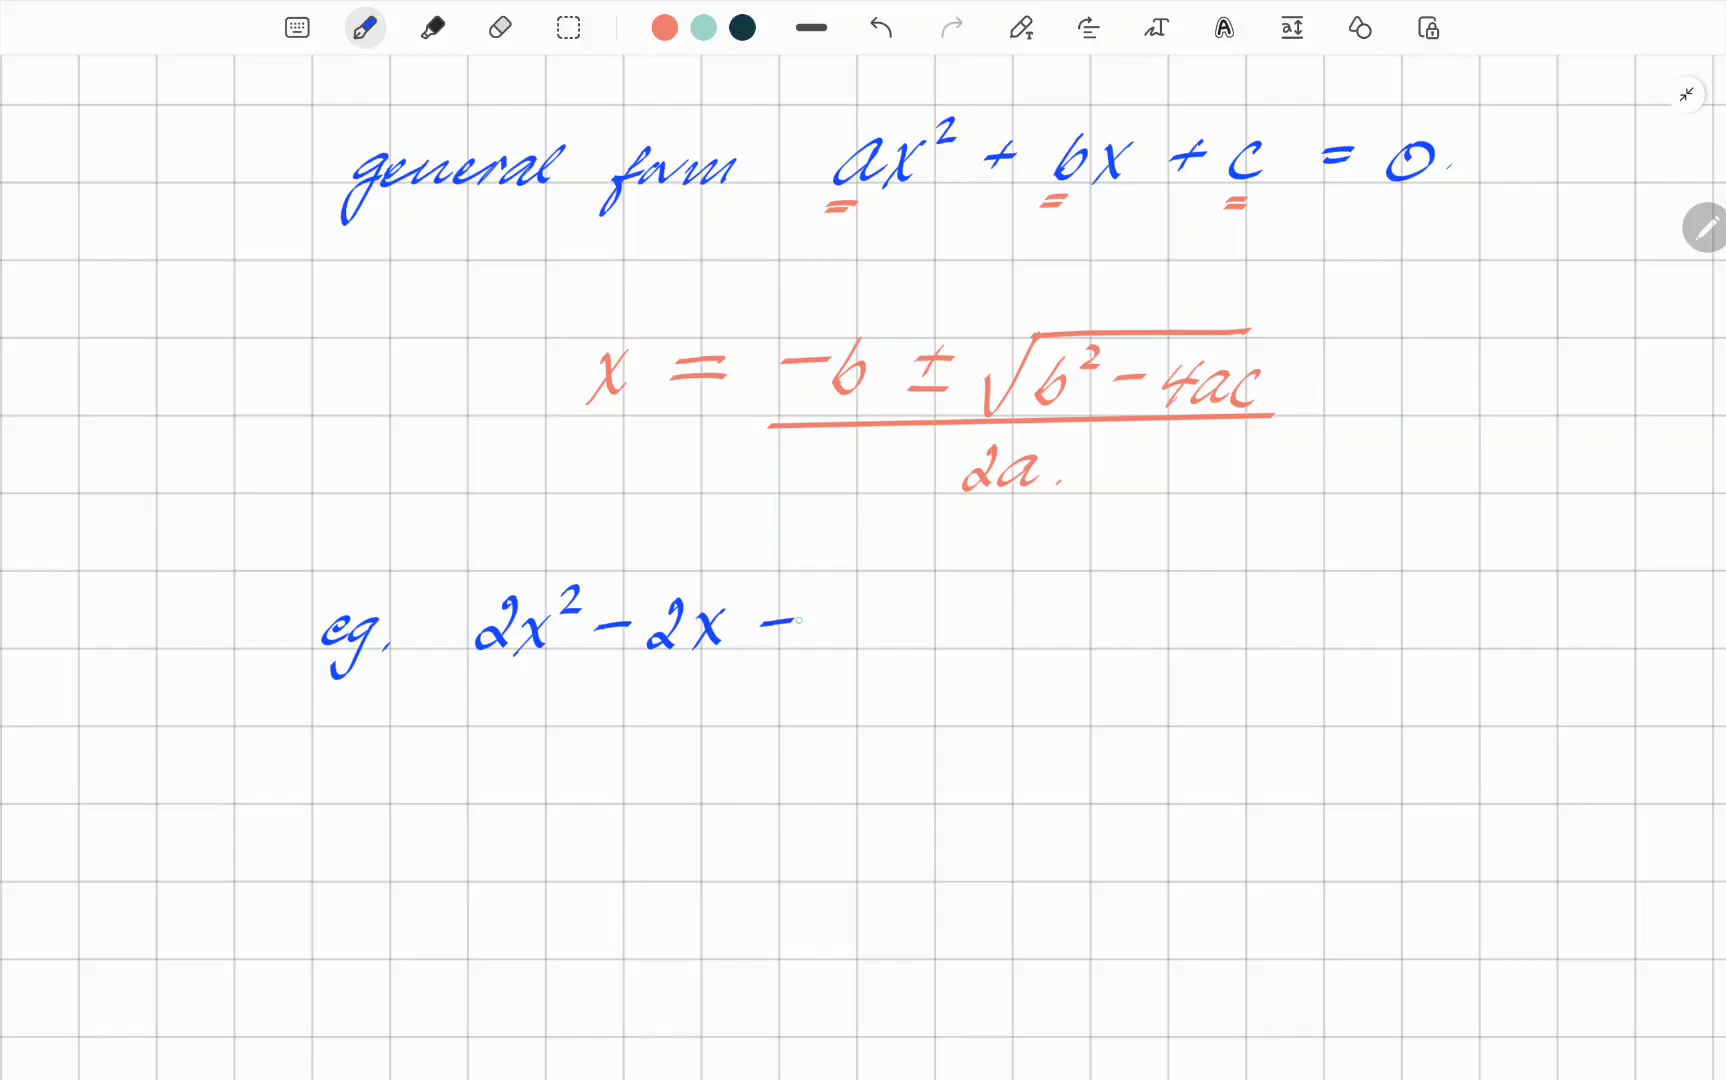 general form ax² + bx + c = 0.
x = -b ± √b² - 4ac
2a.
eg. 2x² - 2x -